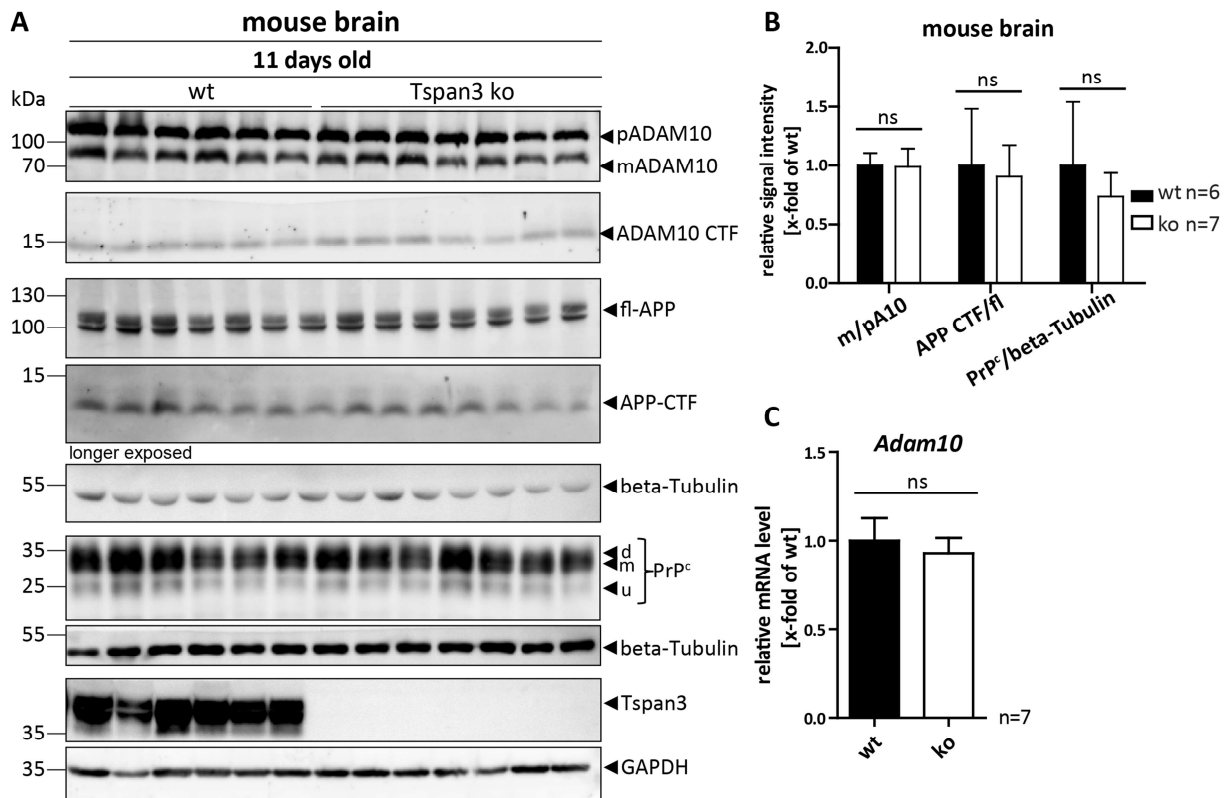 A
mouse brain
11 days old
wt Tspan3 ko
kDa
100
70
pADAM10
mADAM10
15
ADAM10 CTF
130
100
fl-APP
15
APP-CTF
longer exposed
55
beta-Tubulin
35
25
d
m
u
PrPᶜ
55
beta-Tubulin
35
Tspan3
35
GAPDH
B
mouse brain
relative signal intensity
[x-fold of wt]
2.0
1.5
1.0
0.5
0.0
ns
ns
ns
m/pA10
APP CTF/fl
PrPᶜ/beta-Tubulin
wt n=6
ko n=7
C
Adam10
relative mRNA level
[x-fold of wt]
1.5
1.0
0.5
0.0
ns
wt
ko
n=7